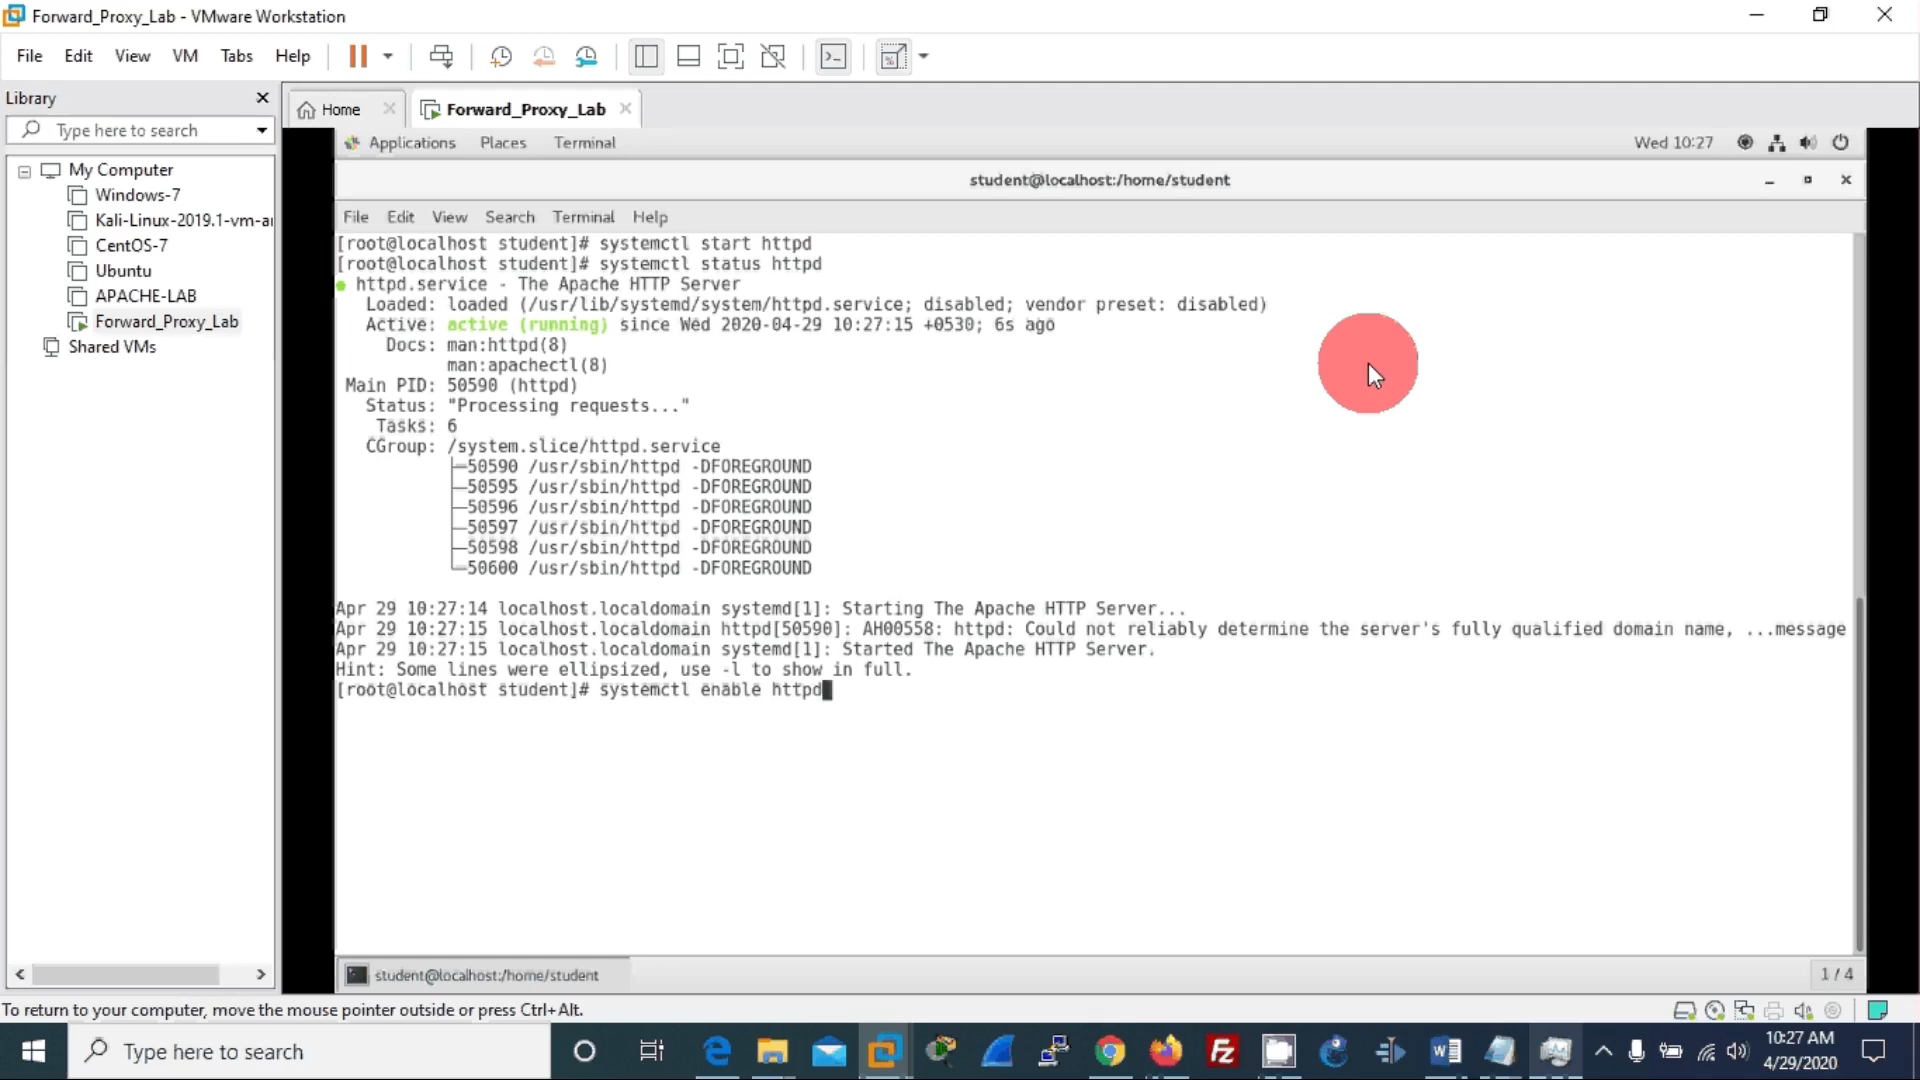 Forward_Proxy_Lab - VMware Workstation
File Edit View VM Tabs Help
Library
Home
Forward_Proxy_Lab
Type here to search
My Computer
Windows-7
Kali-Linux-2019.1-vm-a
CentOS-7
Ubuntu
APACHE-LAB
Forward_Proxy_Lab
Shared VMs
Applications Places Terminal
Wed 10:27
student@localhost:/home/student
File Edit View Search Terminal Help
[root@localhost student]# systemctl start httpd
[root@localhost student]# systemctl status httpd
● httpd.service - The Apache HTTP Server
Loaded: loaded (/usr/lib/systemd/system/httpd.service; disabled; vendor preset: disabled)
Active: active (running) since Wed 2020-04-29 10:27:15 +0530; 6s ago
Docs: man:httpd(8)
man:apachectl(8)
Main PID: 50590 (httpd)
Status: "Processing requests..."
Tasks: 6
CGroup: /system.slice/httpd.service
├─50590 /usr/sbin/httpd -DFOREGROUND
├─50595 /usr/sbin/httpd -DFOREGROUND
├─50596 /usr/sbin/httpd -DFOREGROUND
├─50597 /usr/sbin/httpd -DFOREGROUND
├─50598 /usr/sbin/httpd -DFOREGROUND
└─50600 /usr/sbin/httpd -DFOREGROUND
Apr 29 10:27:14 localhost.localdomain systemd[1]: Starting The Apache HTTP Server...
Apr 29 10:27:15 localhost.localdomain httpd[50590]: AH00558: httpd: Could not reliably determine the server's fully qualified domain name, ...message
Apr 29 10:27:15 localhost.localdomain systemd[1]: Started The Apache HTTP Server.
Hint: Some lines were ellipsized, use -l to show in full.
[root@localhost student]# systemctl enable httpd
student@localhost:/home/student
1 / 4
To return to your computer, move the mouse pointer outside or press Ctrl+Alt.
Type here to search
10:27 AM
4/29/2020